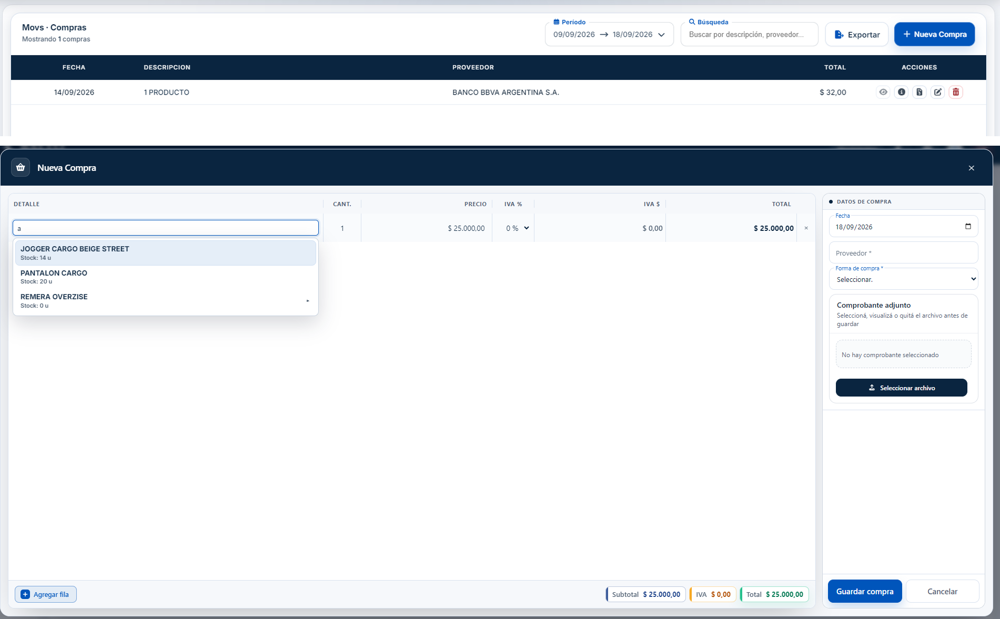 Movs · Compras
Mostrando 1 compras
Período
09/09/2026 → 18/09/2026
Búsqueda
Buscar por descripción, proveedor...
Exportar
+ Nueva Compra
FECHA DESCRIPCION PROVEEDOR TOTAL ACCIONES
14/09/2026 1 PRODUCTO BANCO BBVA ARGENTINA S.A. $ 32,00
Nueva Compra
×
DETALLE CANT. PRECIO IVA % IVA $ TOTAL
a 1 $ 25.000,00 0 % $ 0,00 $ 25.000,00 ×
JOGGER CARGO BEIGE STREET
Stock: 14 u
PANTALON CARGO
Stock: 20 u
REMERA OVERZISE
Stock: 0 u
DATOS DE COMPRA
Fecha
18/09/2026
Proveedor *
Forma de compra *
Seleccionar.
Comprobante adjunto
Seleccioná, visualizá o quitá el archivo antes de
guardar
No hay comprobante seleccionado
Seleccionar archivo
+ Agregar fila
Subtotal $ 25.000,00
IVA $ 0,00
Total $ 25.000,00
Guardar compra
Cancelar